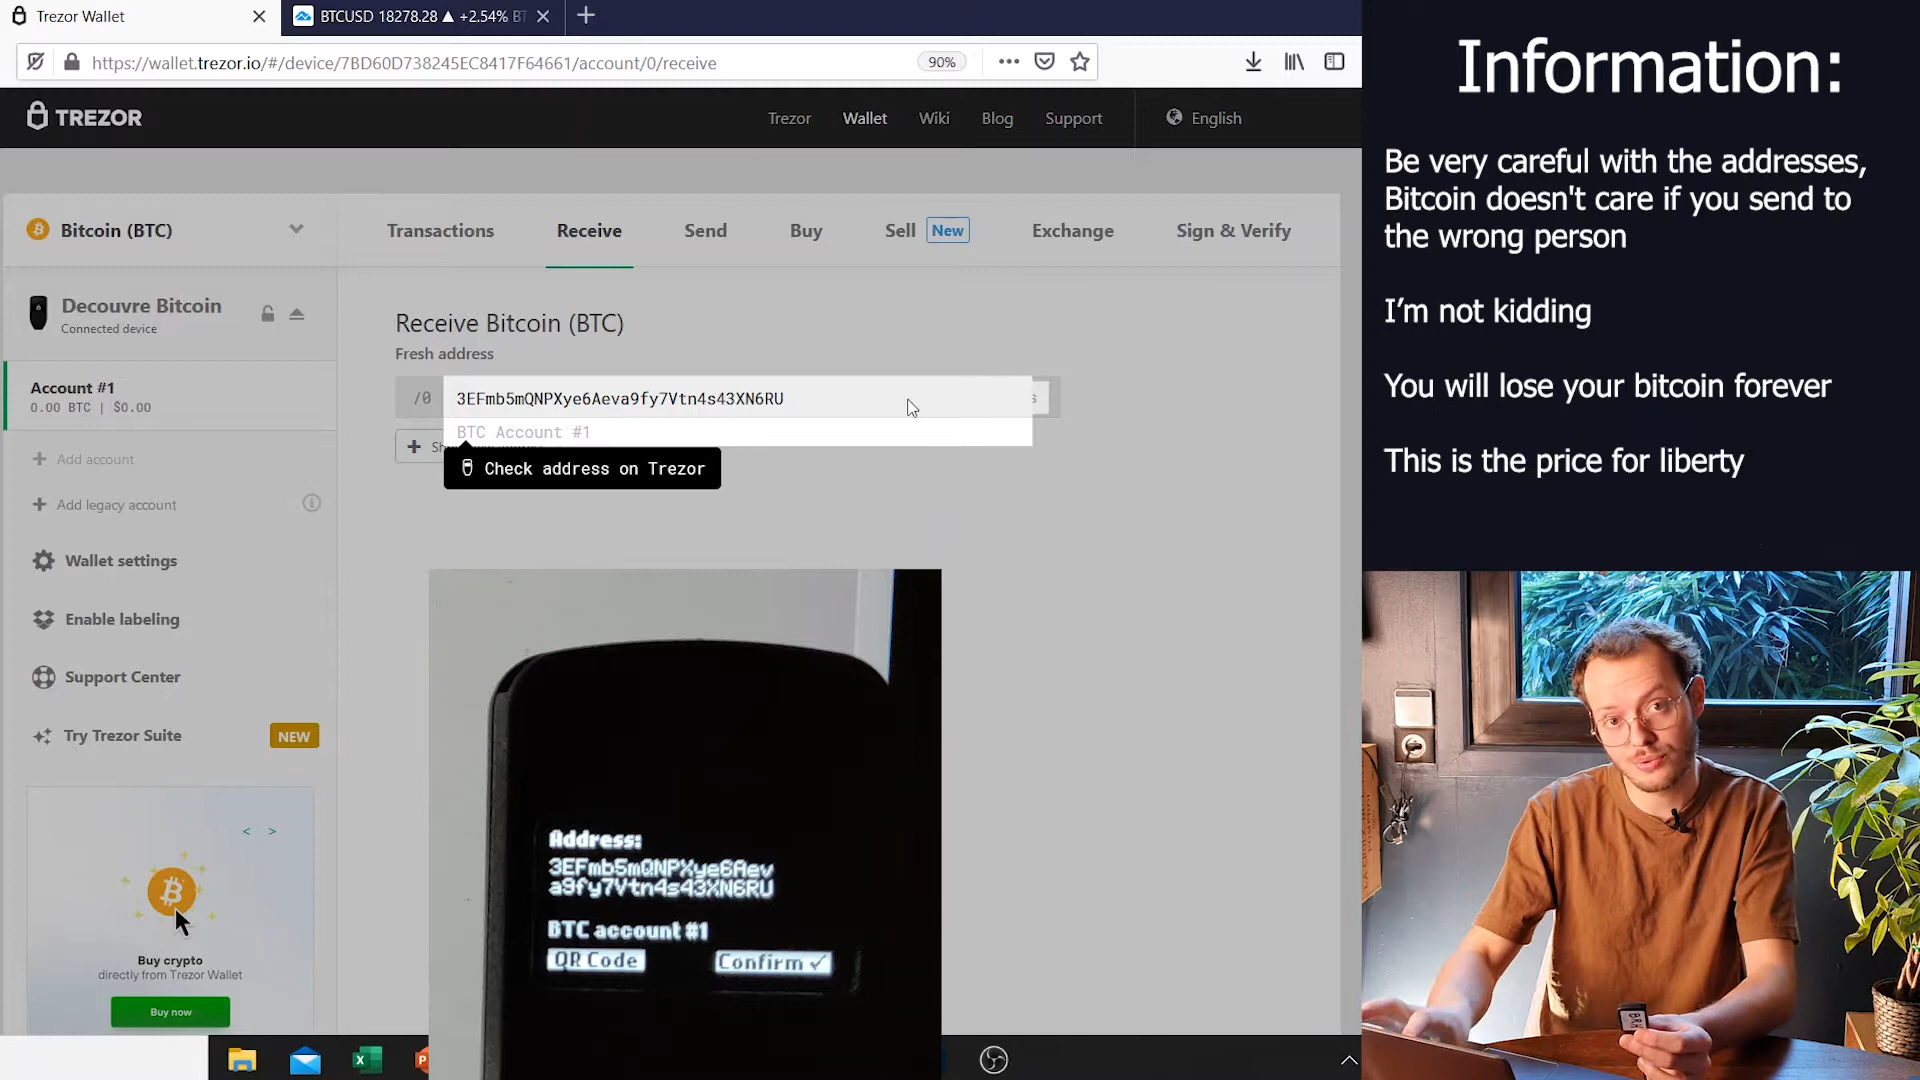 Trezor Wallet
BTCUSD 18278.28 ▲ +2.54% BT
https://wallet.trezor.io/#/device/7BD60D738245EC8417F64661/account/0/receive
90%
TREZOR
Trezor
Wallet
Wiki
Blog
Support
English
Bitcoin (BTC)
Transactions
Receive
Send
Buy
Sell
New
Exchange
Sign & Verify
Decouvre Bitcoin
Connected device
Account #1
0.00 BTC | $0.00
Add account
Add legacy account
Wallet settings
Enable labeling
Support Center
Try Trezor Suite
NEW
< >
Buy crypto
directly from Trezor Wallet
Buy now
Receive Bitcoin (BTC)
Fresh address
/0
3EFmb5mQNPXye6Aeva9fy7Vtn4s43XN6RU
BTC Account #1
Check address on Trezor
Address:
3EFmb5mQNPXye6Aev
a9fy7Vtn4s43XN6RU
BTC account #1
QR Code
Confirm ✓
Information:
Be very careful with the addresses,
Bitcoin doesn't care if you send to
the wrong person
I'm not kidding
You will lose your bitcoin forever
This is the price for liberty